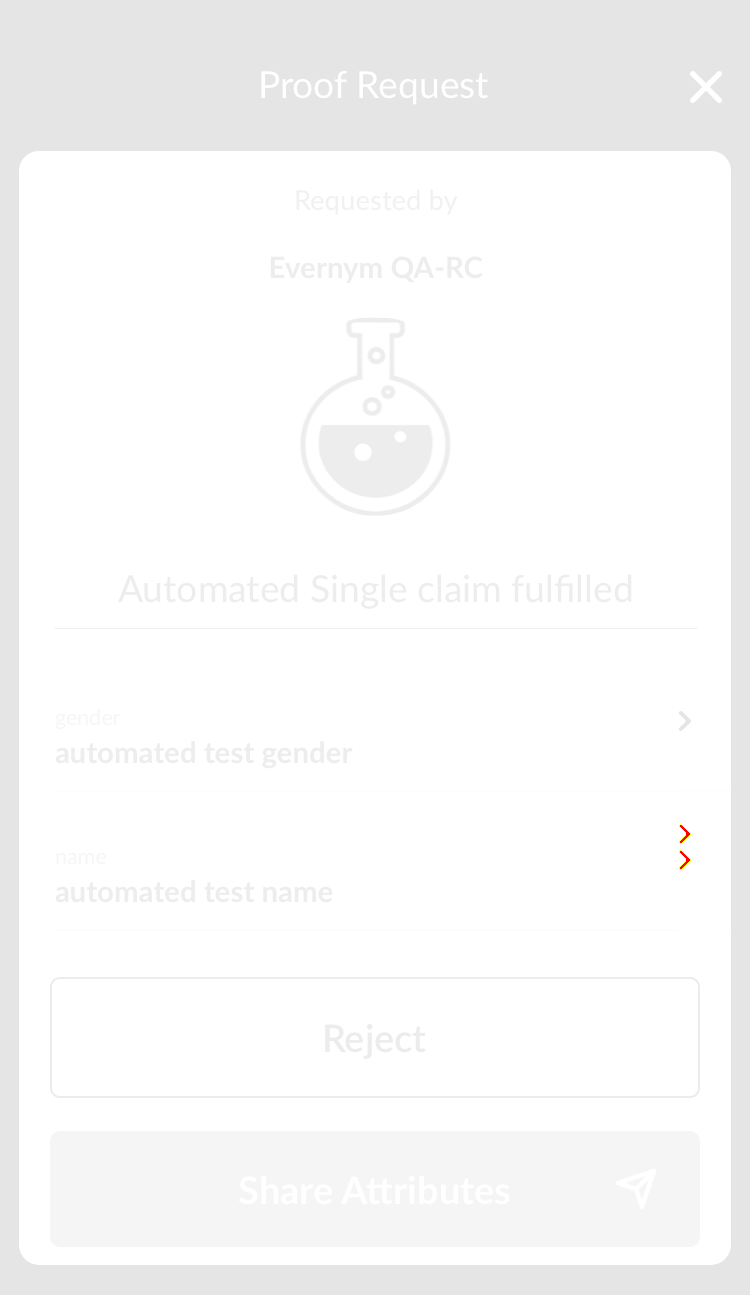 Proof Request
Requested by
Evernym QA-RC
Automated Single claim fulfilled
gender
automated test gender
name
automated test name
Reject
Share Attributes